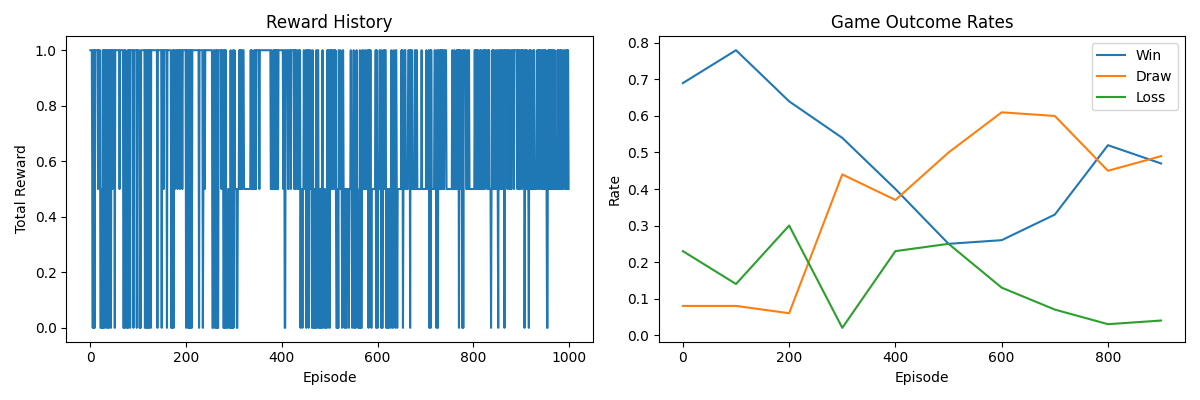 Reward History
Total Reward
1.0
0.8
0.6
0.4
0.2
0.0
0 200 400 600 800 1000
Episode
Game Outcome Rates
Rate
0.8
0.7
0.6
0.5
0.4
0.3
0.2
0.1
0.0
0 200 400 600 800
Episode
Win
Draw
Loss